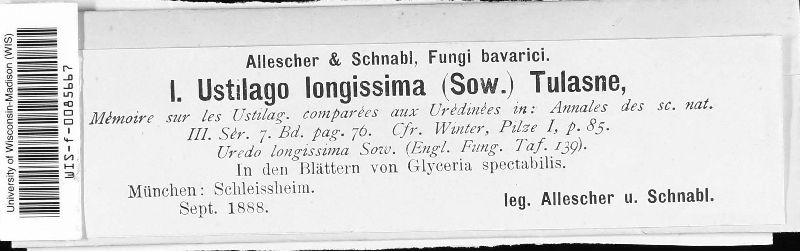 University of Wisconsin-Madison (WIS)
WIS-f-0085667
Allescher & Schnabl, Fungi bavarici.
I. Ustilago longissima (Sow.) Tulasne,
Mémoire sur les Ustilag. comparées aux Urédinées in: Annales des sc. nat.
III. Sér. 7. Bd. pag. 76. Cfr. Winter, Pilze I, p. 85.
Uredo longissima Sow. (Engl. Fung. Taf. 139).
In den Blättern von Glyceria spectabilis.
München: Schleissheim.
Sept. 1888.
leg. Allescher u. Schnabl.